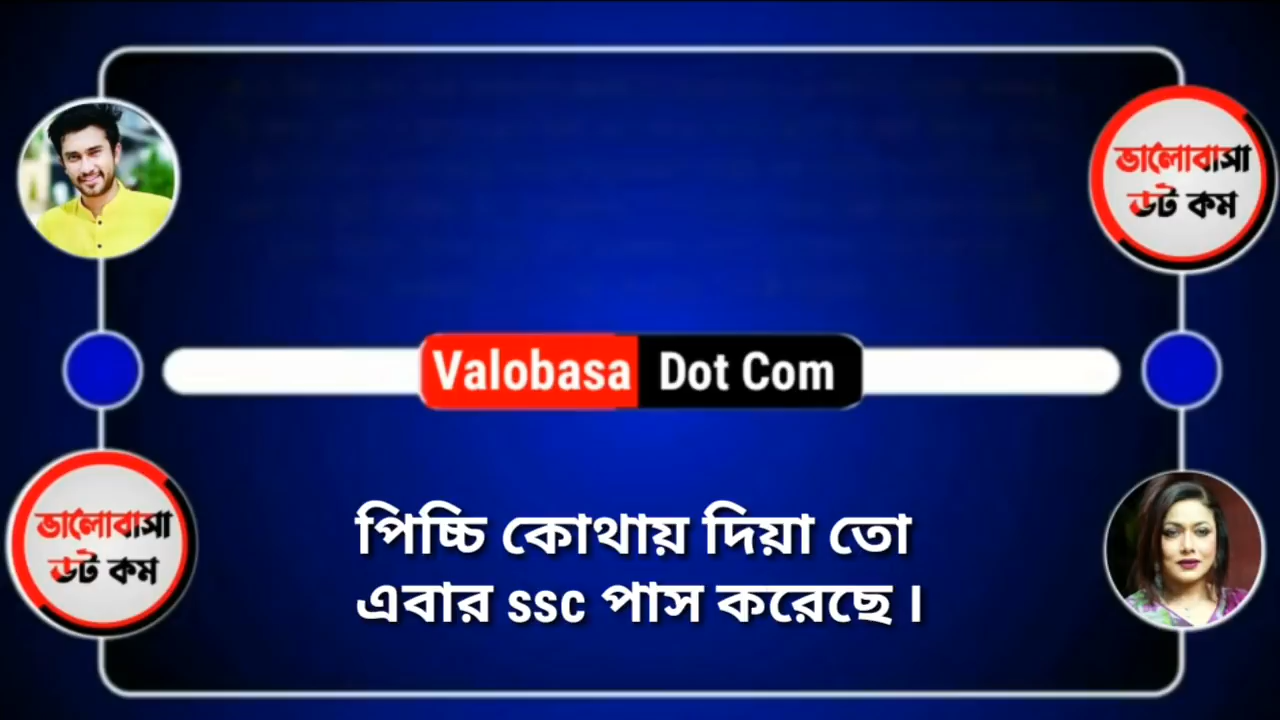 ভালোবাসা
ডট কম
Valobasa Dot Com
ভালোবাসা
ডট কম
পিচ্চি কোথায় দিয়া তো
এবার ssc পাস করেছে ।